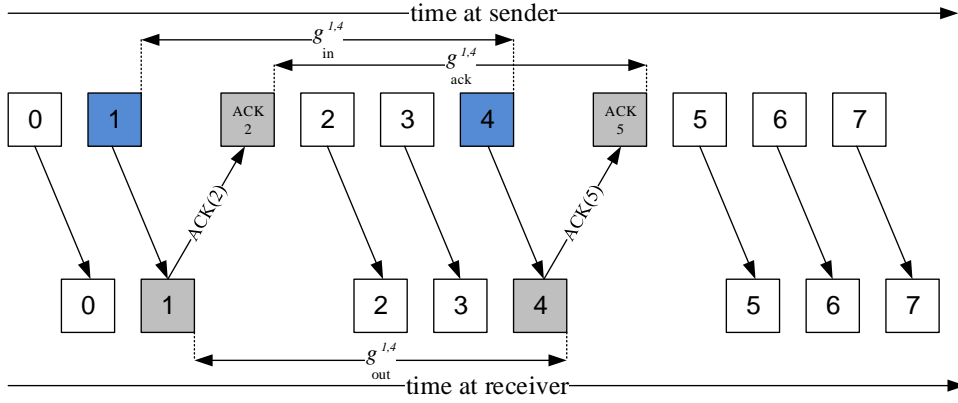 time at sender
g 1,4 in
g 1,4 ack
0 1 ACK 2 2 3 4 ACK 5 5 6 7
ACK(2) ACK(5)
0 1 2 3 4 5 6 7
g 1,4 out
time at receiver